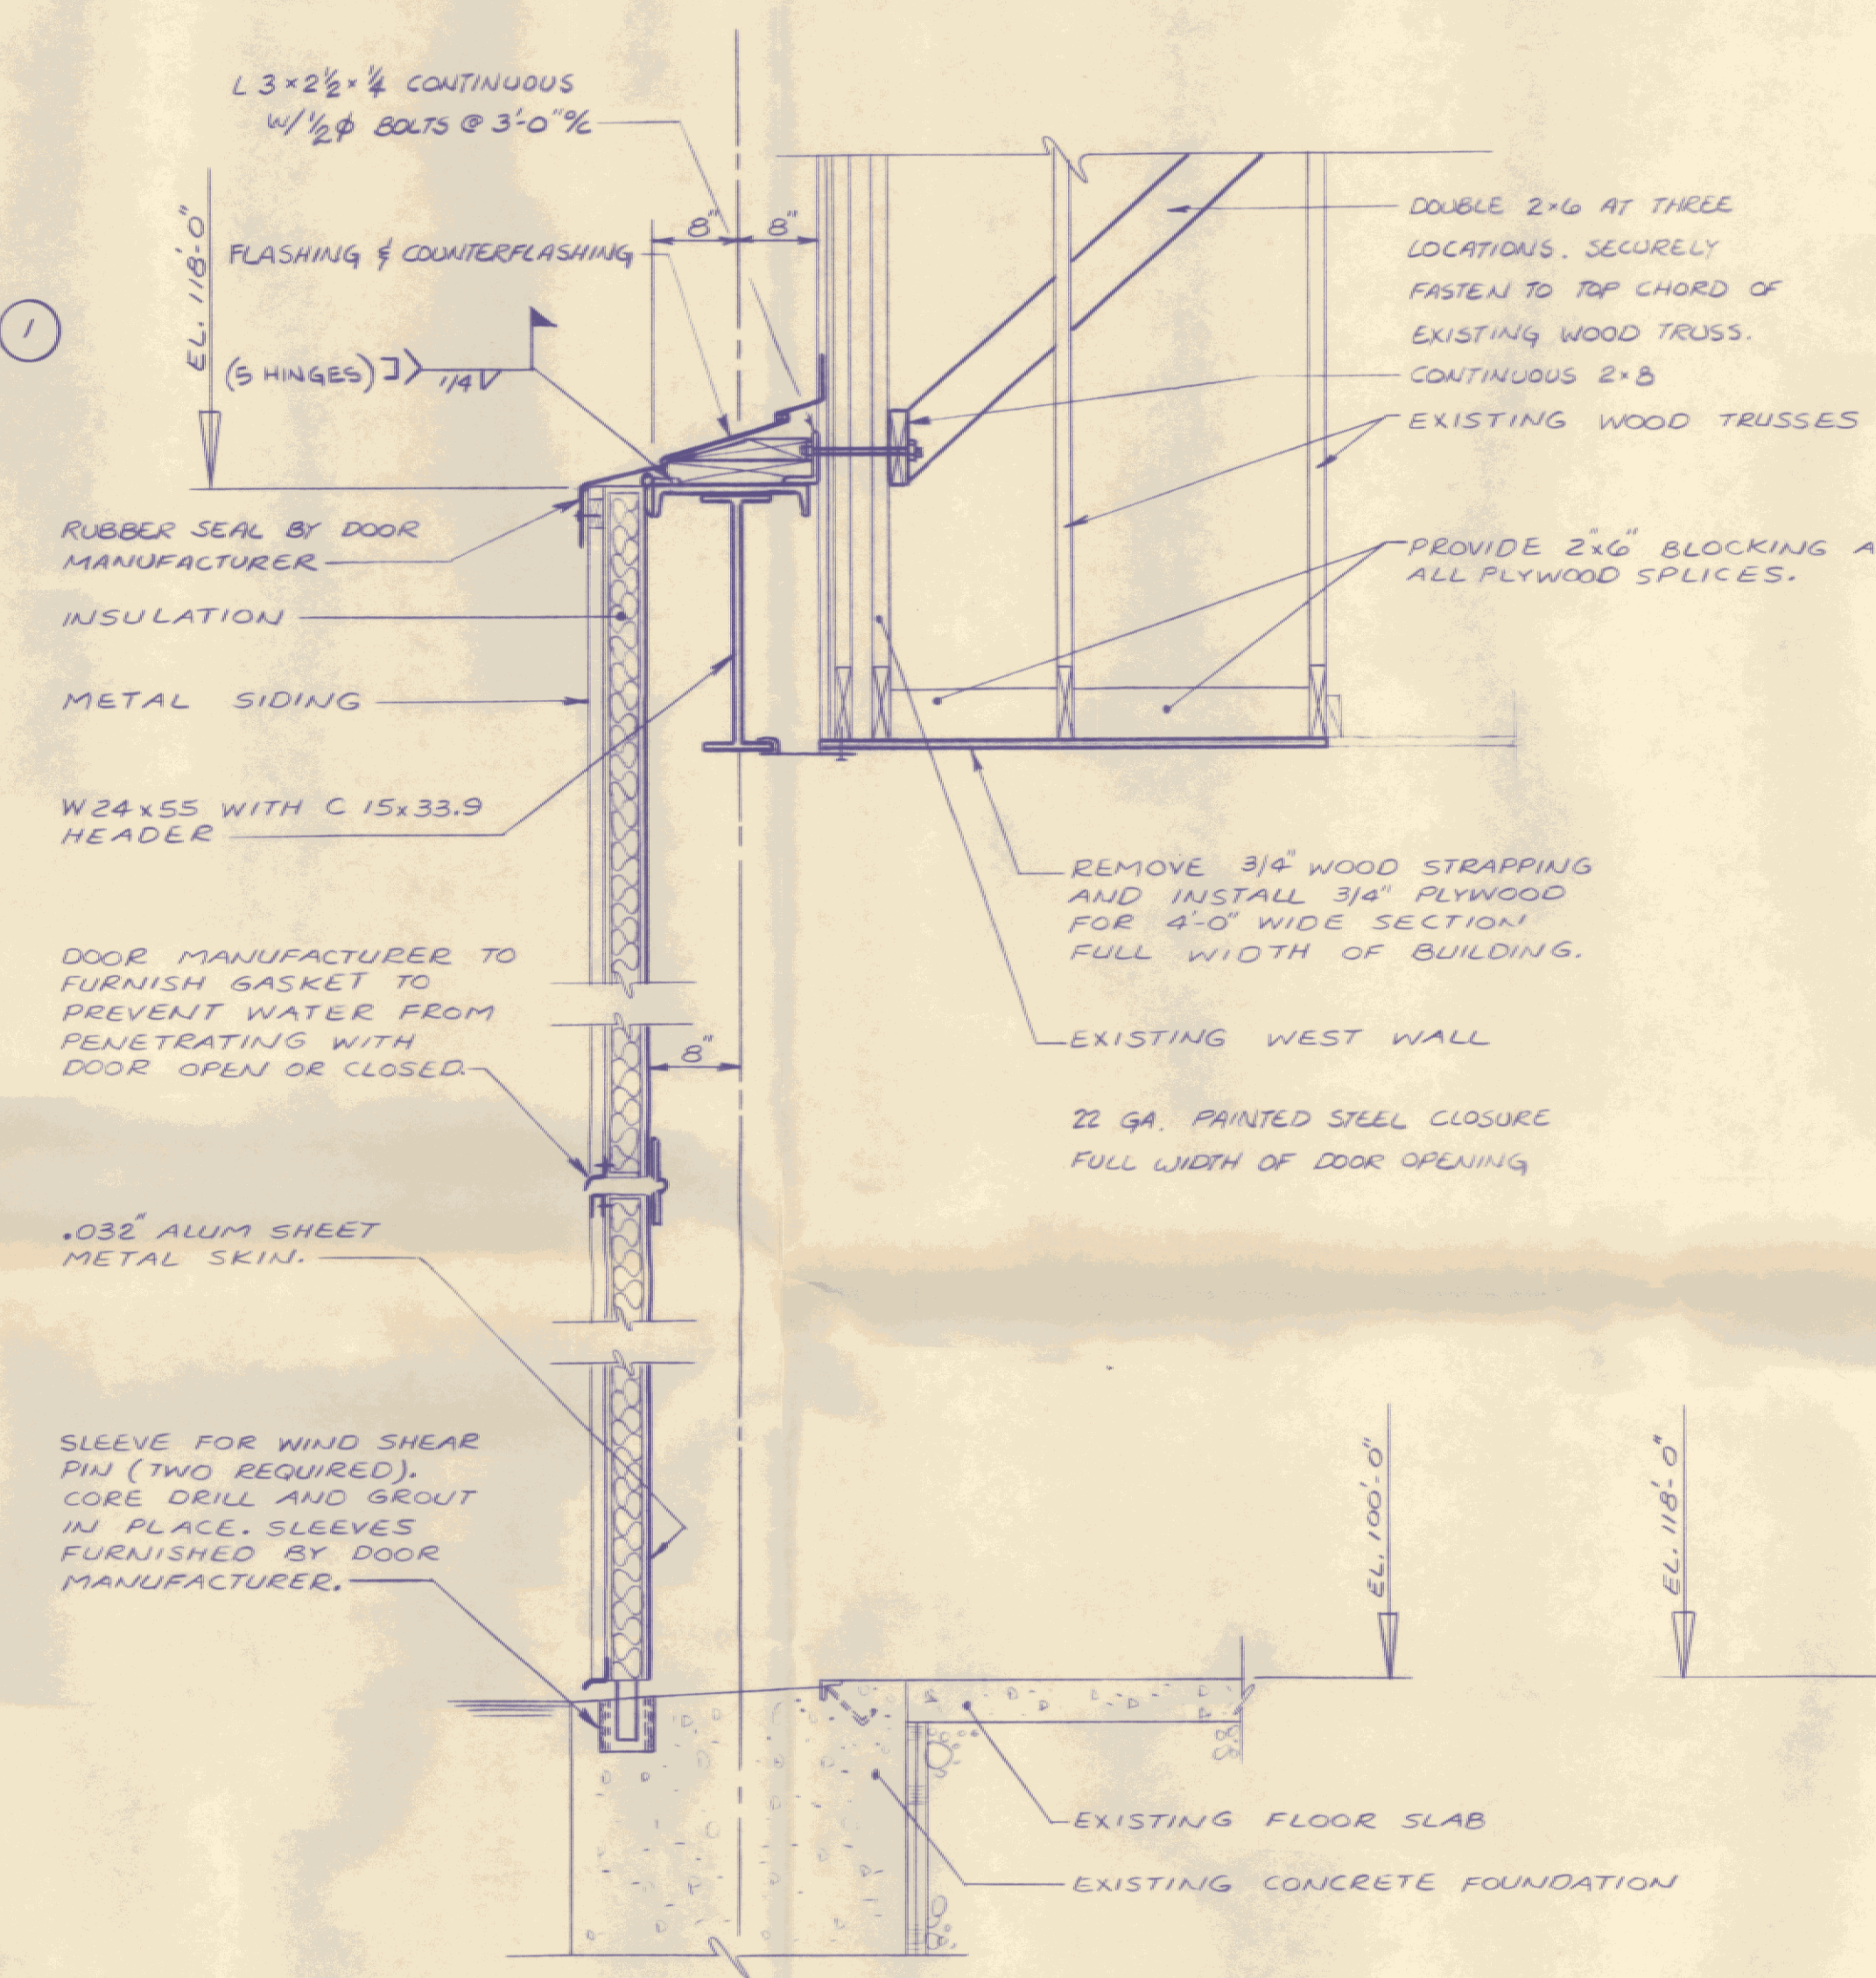 L 3×2½×¼ CONTINUOUS
W/ ½φ BOLTS @ 3'-0" O/C
EL. 118'-0"
8"
8"
FLASHING & COUNTERFLASHING
1
(5 HINGES)
1/4
DOUBLE 2×6 AT THREE
LOCATIONS. SECURELY
FASTEN TO TOP CHORD OF
EXISTING WOOD TRUSS.
CONTINUOUS 2×8
EXISTING WOOD TRUSSES
RUBBER SEAL BY DOOR
MANUFACTURER
PROVIDE 2"×6" BLOCKING A
ALL PLYWOOD SPLICES.
INSULATION
METAL SIDING
W 24×55 WITH C 15×33.9
HEADER
REMOVE 3/4" WOOD STRAPPING
AND INSTALL 3/4" PLYWOOD
FOR 4'-0" WIDE SECTION
FULL WIDTH OF BUILDING.
DOOR MANUFACTURER TO
FURNISH GASKET TO
PREVENT WATER FROM
PENETRATING WITH
DOOR OPEN OR CLOSED.
8"
EXISTING WEST WALL
22 GA. PAINTED STEEL CLOSURE
FULL WIDTH OF DOOR OPENING
.032" ALUM SHEET
METAL SKIN.
SLEEVE FOR WIND SHEAR
PIN (TWO REQUIRED).
CORE DRILL AND GROUT
IN PLACE. SLEEVES
FURNISHED BY DOOR
MANUFACTURER.
EL. 100'-0"
EL. 118'-0"
EXISTING FLOOR SLAB
EXISTING CONCRETE FOUNDATION